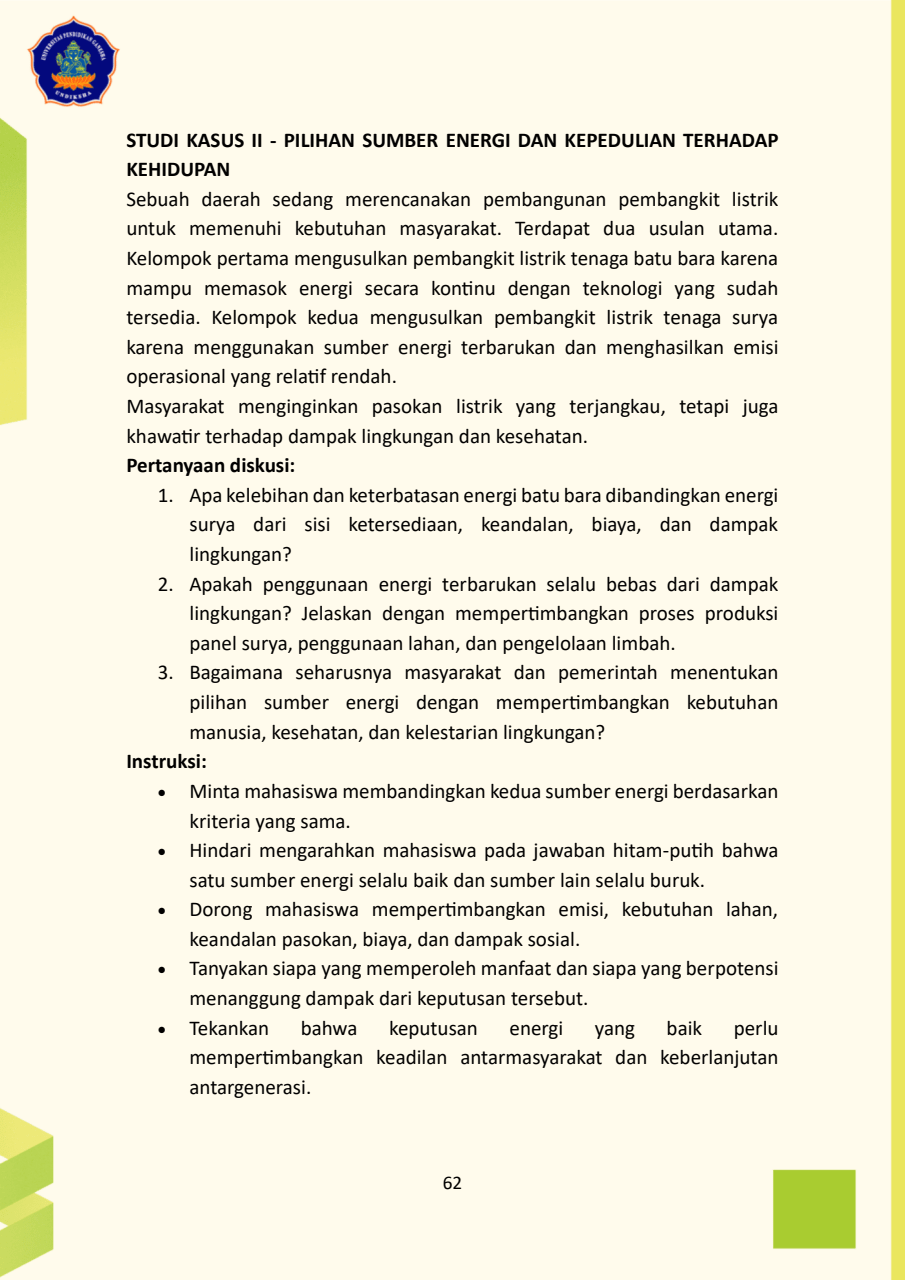 UNIVERSITAS PENDIDIKAN GANESHA
UNDIKSHA
STUDI KASUS II - PILIHAN SUMBER ENERGI DAN KEPEDULIAN TERHADAP
KEHIDUPAN
Sebuah daerah sedang merencanakan pembangunan pembangkit listrik
untuk memenuhi kebutuhan masyarakat. Terdapat dua usulan utama.
Kelompok pertama mengusulkan pembangkit listrik tenaga batu bara karena
mampu memasok energi secara kontinu dengan teknologi yang sudah
tersedia. Kelompok kedua mengusulkan pembangkit listrik tenaga surya
karena menggunakan sumber energi terbarukan dan menghasilkan emisi
operasional yang relatif rendah.
Masyarakat menginginkan pasokan listrik yang terjangkau, tetapi juga
khawatir terhadap dampak lingkungan dan kesehatan.
Pertanyaan diskusi:
1. Apa kelebihan dan keterbatasan energi batu bara dibandingkan energi
surya dari sisi ketersediaan, keandalan, biaya, dan dampak
lingkungan?
2. Apakah penggunaan energi terbarukan selalu bebas dari dampak
lingkungan? Jelaskan dengan mempertimbangkan proses produksi
panel surya, penggunaan lahan, dan pengelolaan limbah.
3. Bagaimana seharusnya masyarakat dan pemerintah menentukan
pilihan sumber energi dengan mempertimbangkan kebutuhan
manusia, kesehatan, dan kelestarian lingkungan?
Instruksi:
• Minta mahasiswa membandingkan kedua sumber energi berdasarkan
kriteria yang sama.
• Hindari mengarahkan mahasiswa pada jawaban hitam-putih bahwa
satu sumber energi selalu baik dan sumber lain selalu buruk.
• Dorong mahasiswa mempertimbangkan emisi, kebutuhan lahan,
keandalan pasokan, biaya, dan dampak sosial.
• Tanyakan siapa yang memperoleh manfaat dan siapa yang berpotensi
menanggung dampak dari keputusan tersebut.
• Tekankan bahwa keputusan energi yang baik perlu
mempertimbangkan keadilan antarmasyarakat dan keberlanjutan
antargenerasi.
62